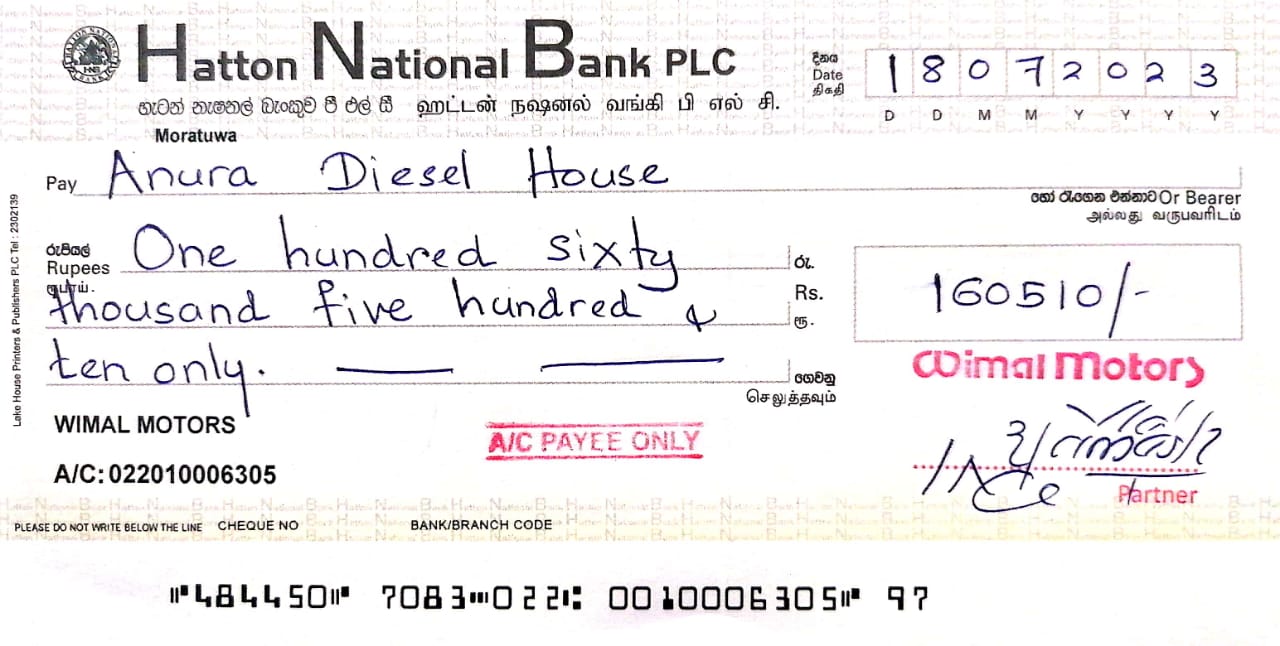 Hatton National Bank PLC
හැටන් නැෂනල් බැංකුව පී එල් සී ஹட்டன் நஷனல் வங்கி பி எல் சி.
Moratuwa
දිනය
Date
திகதி
18072023
D D M M Y Y Y Y
Pay Anura Diesel House
හෝ රැගෙන එන්නාට Or Bearer
அல்லது வருபவரிடம்
රුපියල්
Rupees One hundred sixty
ரூபாய்.
thousand five hundred &
ten only.
රු.
Rs. 160510/-
ரூ.
ගෙවනු
செலுத்தவும்
Wimal Motors
WIMAL MOTORS
A/C PAYEE ONLY
A/C: 022010006305
Partner
PLEASE DO NOT WRITE BELOW THE LINE CHEQUE NO BANK/BRANCH CODE
⑈484450⑈ 7083⑉022⑆ 0010006305⑈ 97
Lake House Printers & Publishers PLC Tel : 2302139